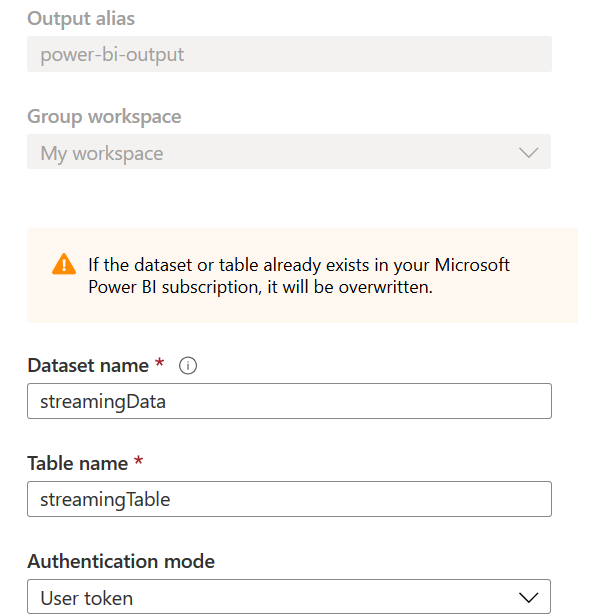 Output alias
power-bi-output
Group workspace
My workspace
If the dataset or table already exists in your Microsoft
Power BI subscription, it will be overwritten.
Dataset name *
streamingData
Table name *
streamingTable
Authentication mode
User token